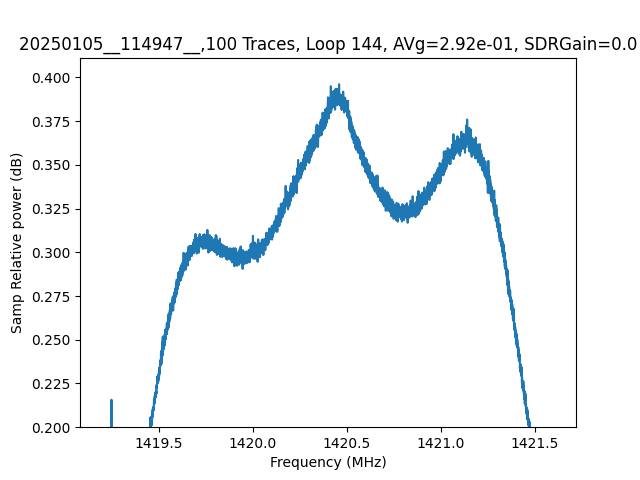 20250105__114947__,100 Traces, Loop 144, AVg=2.92e-01, SDRGain=0.0
Samp Relative power (dB)
0.400
0.375
0.350
0.325
0.300
0.275
0.250
0.225
0.200
1419.5 1420.0 1420.5 1421.0 1421.5
Frequency (MHz)